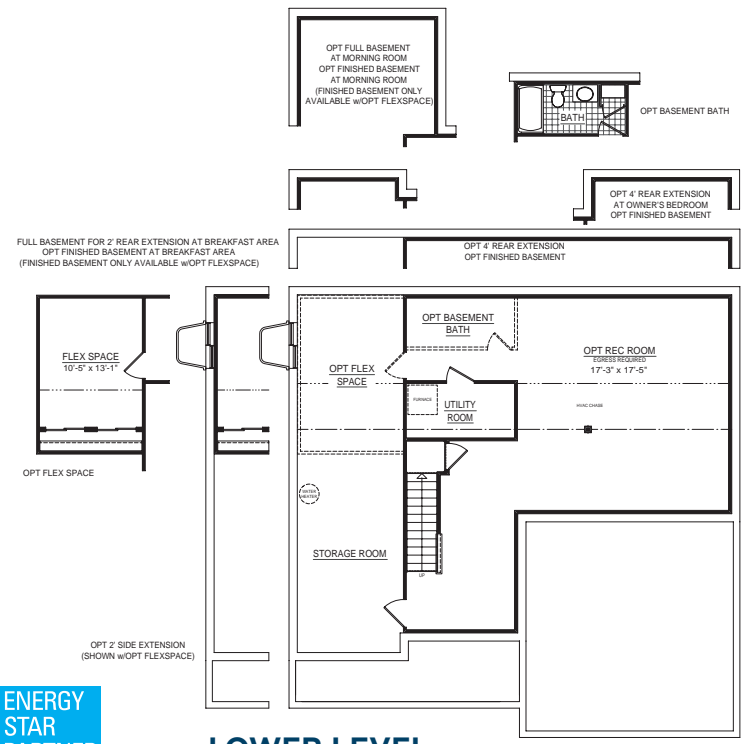 OPT FULL BASEMENT
AT MORNING ROOM
OPT FINISHED BASEMENT
AT MORNING ROOM
(FINISHED BASEMENT ONLY
AVAILABLE w/OPT FLEXSPACE)
BATH
OPT BASEMENT BATH
OPT 4' REAR EXTENSION
AT OWNER'S BEDROOM
OPT FINISHED BASEMENT
FULL BASEMENT FOR 2' REAR EXTENSION AT BREAKFAST AREA
OPT FINISHED BASEMENT AT BREAKFAST AREA
(FINISHED BASEMENT ONLY AVAILABLE w/OPT FLEXSPACE)
OPT 4' REAR EXTENSION
OPT FINISHED BASEMENT
FLEX SPACE
10'-5" x 13'-1"
OPT FLEX SPACE
OPT FLEX
SPACE
OPT BASEMENT
BATH
OPT REC ROOM
EGRESS REQUIRED
17'-3" x 17'-5"
FURNACE
UTILITY
ROOM
HVAC CHASE
WATER
HEATER
STORAGE ROOM
UP
OPT 2' SIDE EXTENSION
(SHOWN w/OPT FLEXSPACE)
ENERGY
STAR
PARTNER
LOWER LEVEL